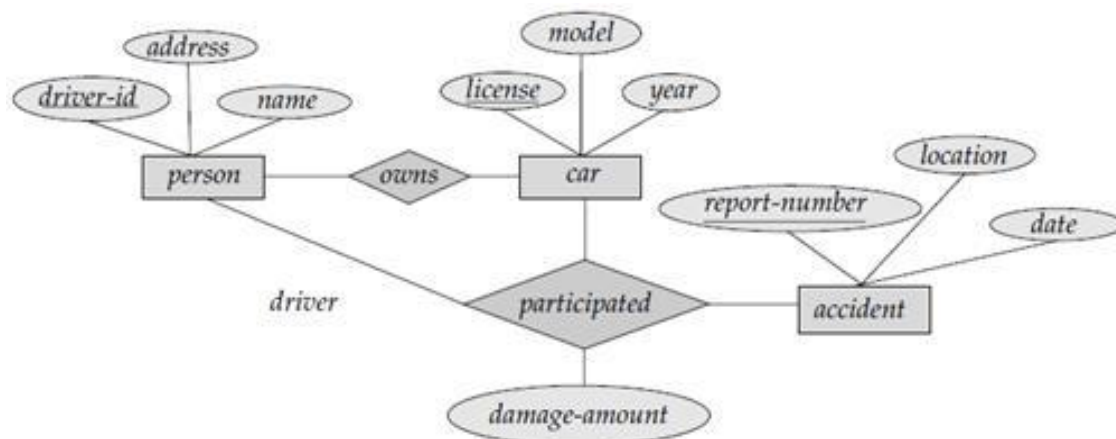 model
address
license
year
driver-id
name
location
person
owns
car
report-number
date
driver
participated
accident
damage-amount